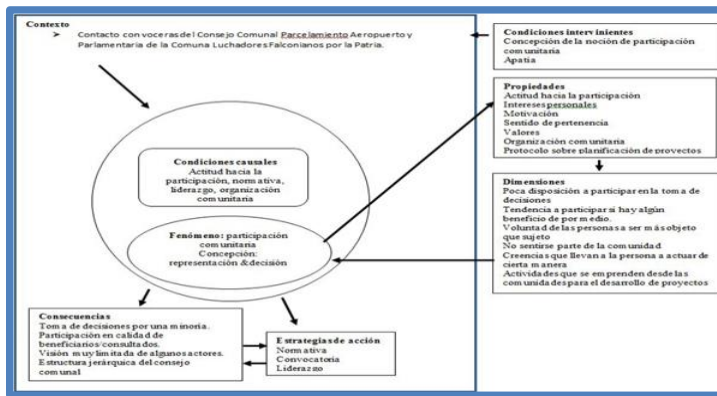 Contexto
➤ Contacto con voceras del Consejo Comunal Parcelamiento Aeropuerto y
Parlamentaria de la Comuna Luchadores Falconianos por la Patria.
Condiciones intervinientes
Concepción de la noción de participación
comunitaria
Apatía
Propiedades
Actitud hacia la participación
Intereses personales
Motivación
Sentido de pertenencia
Valores
Organización comunitaria
Protocolo sobre planificación de proyectos
Condiciones causales
Actitud hacia la
participación, normativa,
liderazgo, organización
comunitaria
Fenómeno: participación
comunitaria
Concepción:
representación & decisión
Dimensiones
Poca disposición a participar en la toma de
decisiones
Tendencia a participar si hay algún
beneficio de por medio.
Voluntad de las personas a ser más objeto
que sujeto
No sentirse parte de la comunidad
Creencias que llevan a la persona a actuar de
cierta manera
Actividades que se emprenden desde las
comunidades para el desarrollo de proyectos
Consecuencias
Toma de decisiones por una minoría.
Participación en calidad de
beneficiarios/consultados.
Visión muy limitada de algunos actores.
Estructura jerárquica del consejo
comunal
Estrategias de acción
Normativa
Convocatoria
Liderazgo